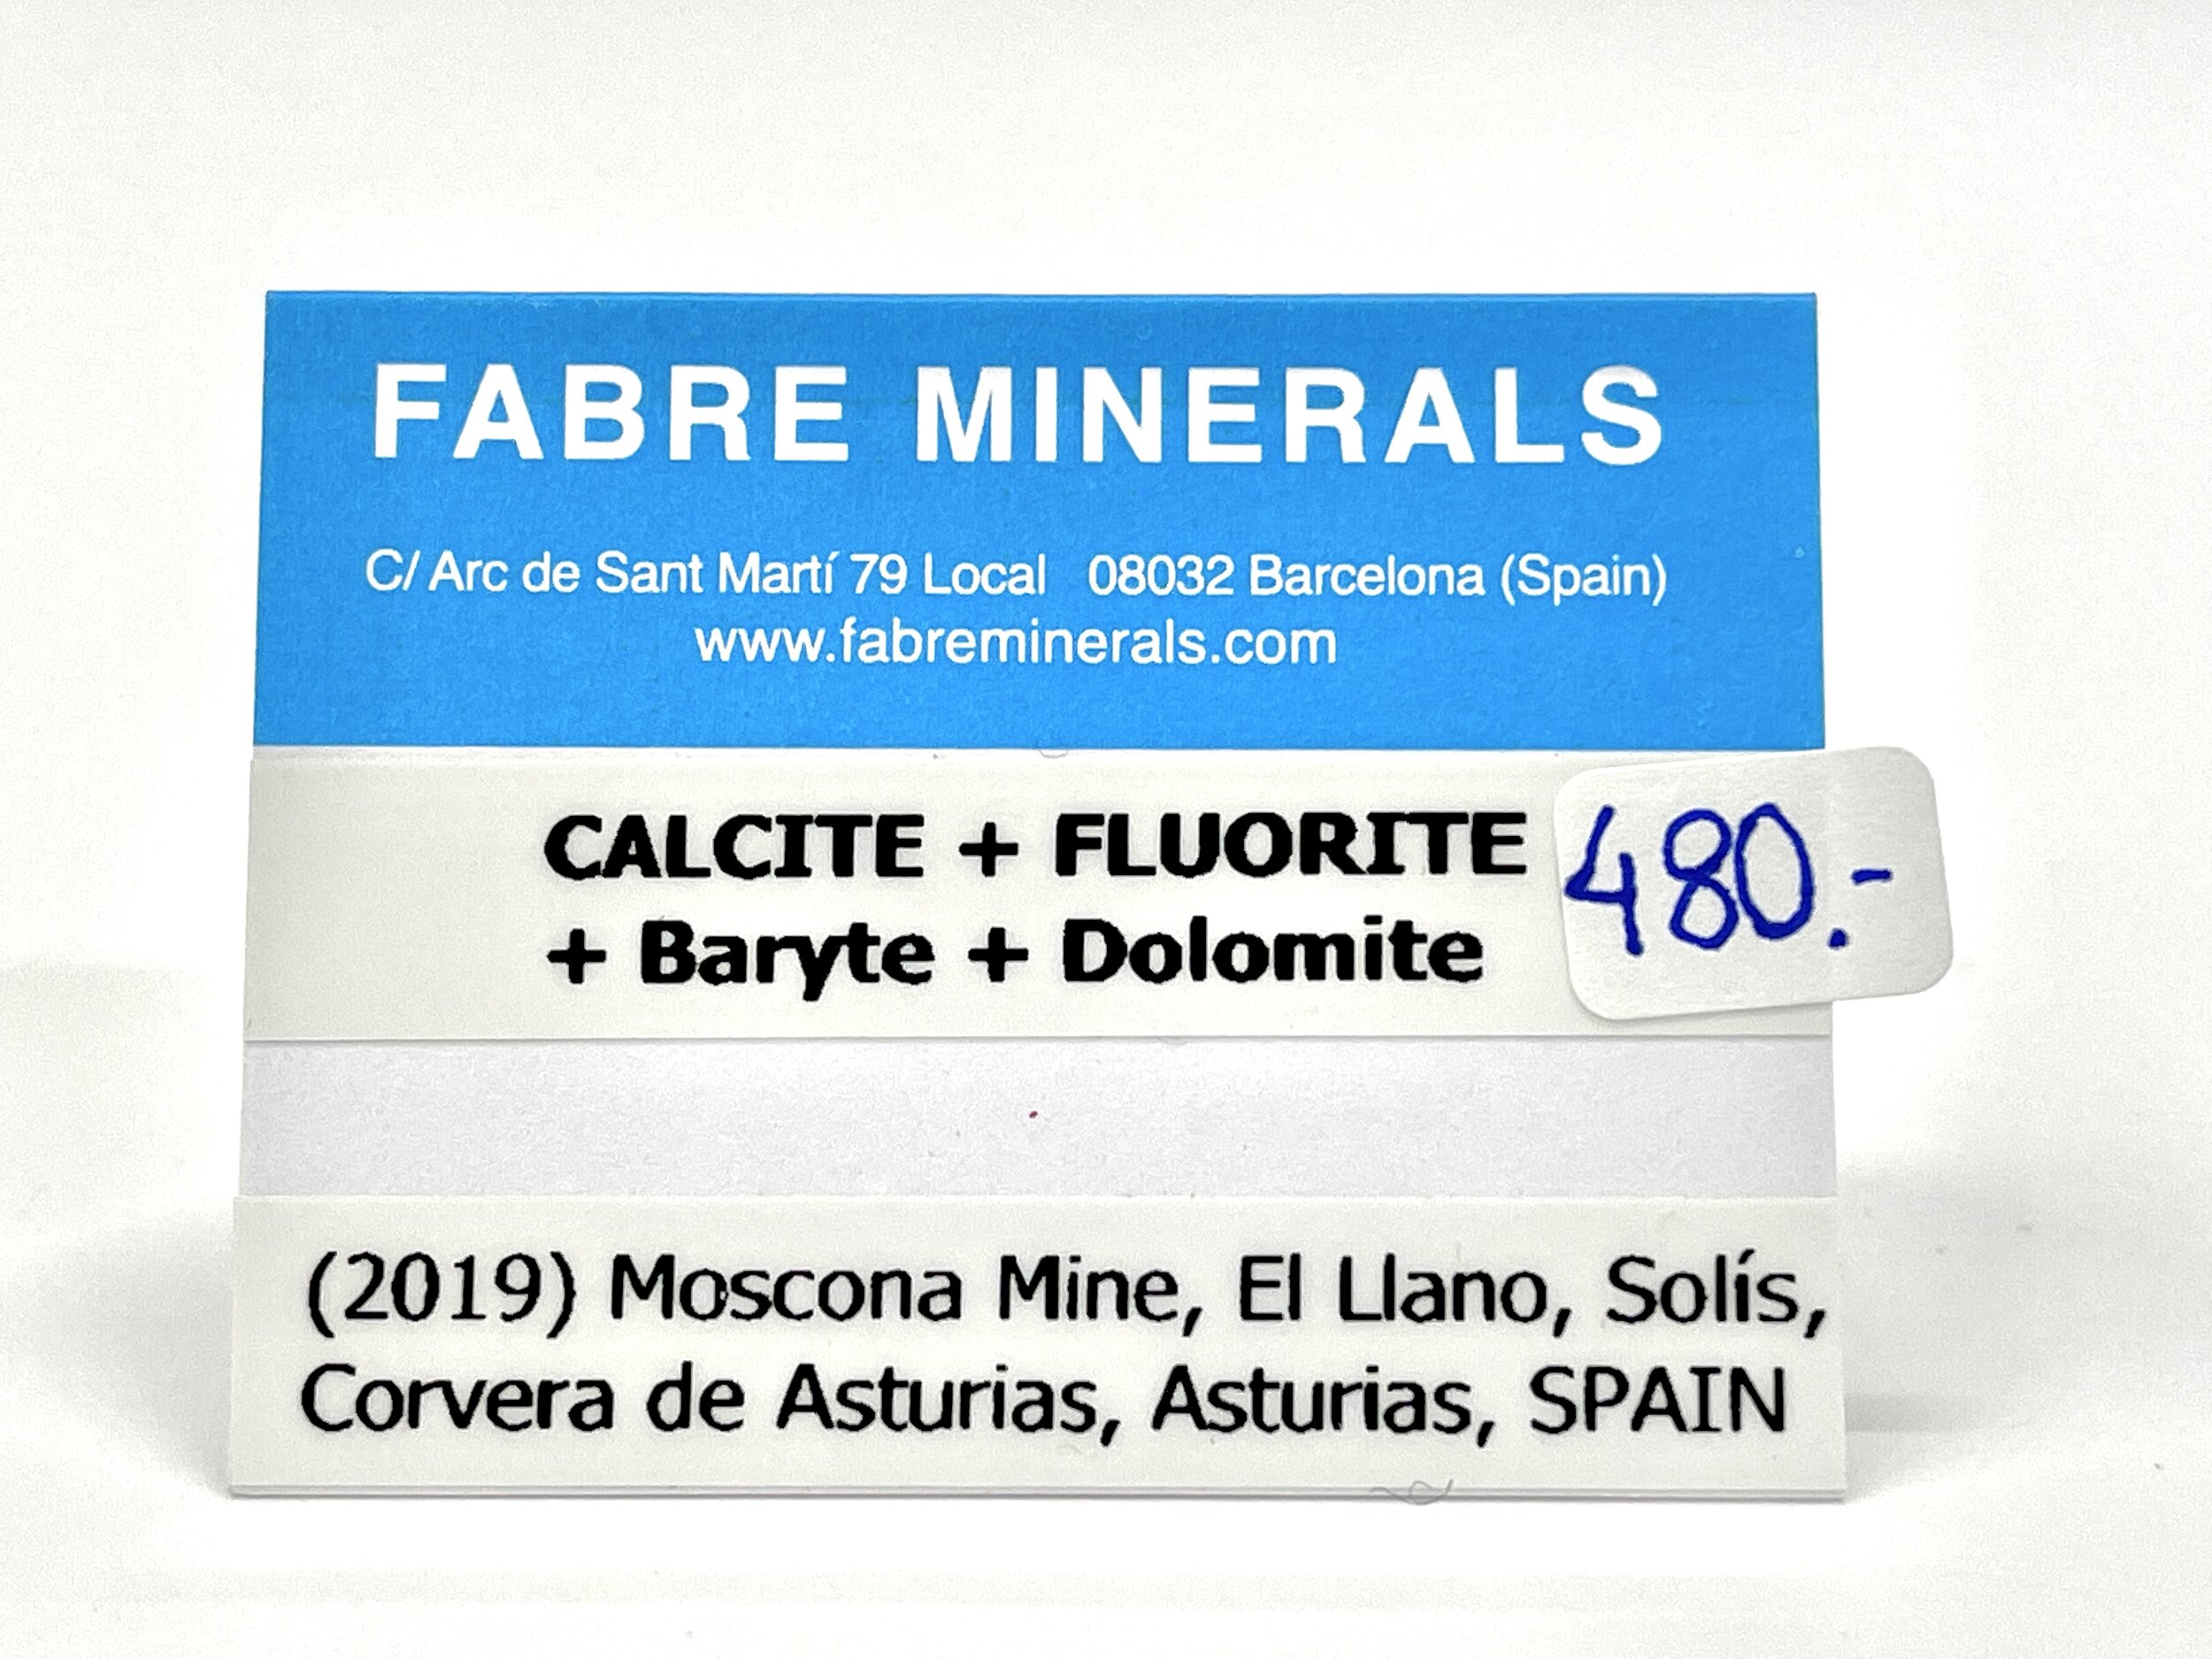 FABRE MINERALS
C/ Arc de Sant Martí 79 Local 08032 Barcelona (Spain)
www.fabreminerals.com
CALCITE + FLUORITE
+ Baryte + Dolomite
480.-
(2019) Moscona Mine, El Llano, Solís,
Corvera de Asturias, Asturias, SPAIN